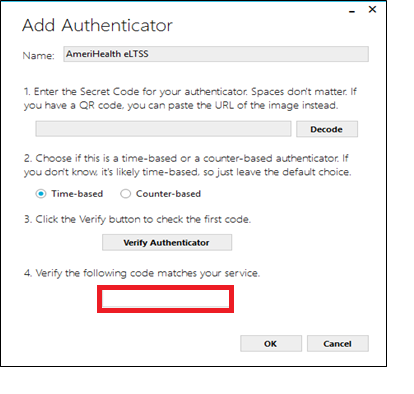 Add Authenticator
Name: AmeriHealth eLTSS
1. Enter the Secret Code for your authenticator. Spaces don't matter. If
you have a QR code, you can paste the URL of the image instead.
Decode
2. Choose if this is a time-based or a counter-based authenticator. If
you don't know, it's likely time-based, so just leave the default choice.
Time-based Counter-based
3. Click the Verify button to check the first code.
Verify Authenticator
4. Verify the following code matches your service.
OK Cancel